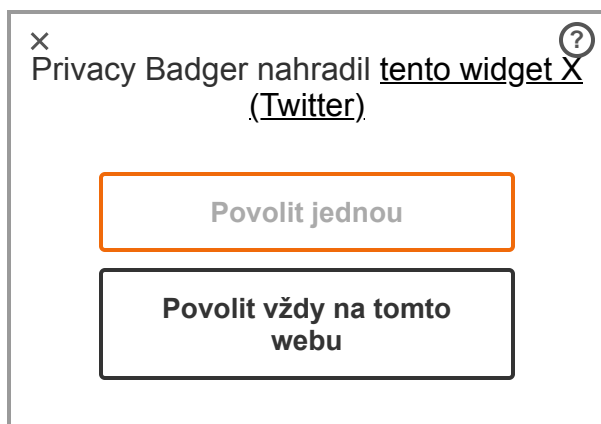 ×
?
Privacy Badger nahradil tento widget X
(Twitter)
Povolit jednou
Povolit vždy na tomto
webu